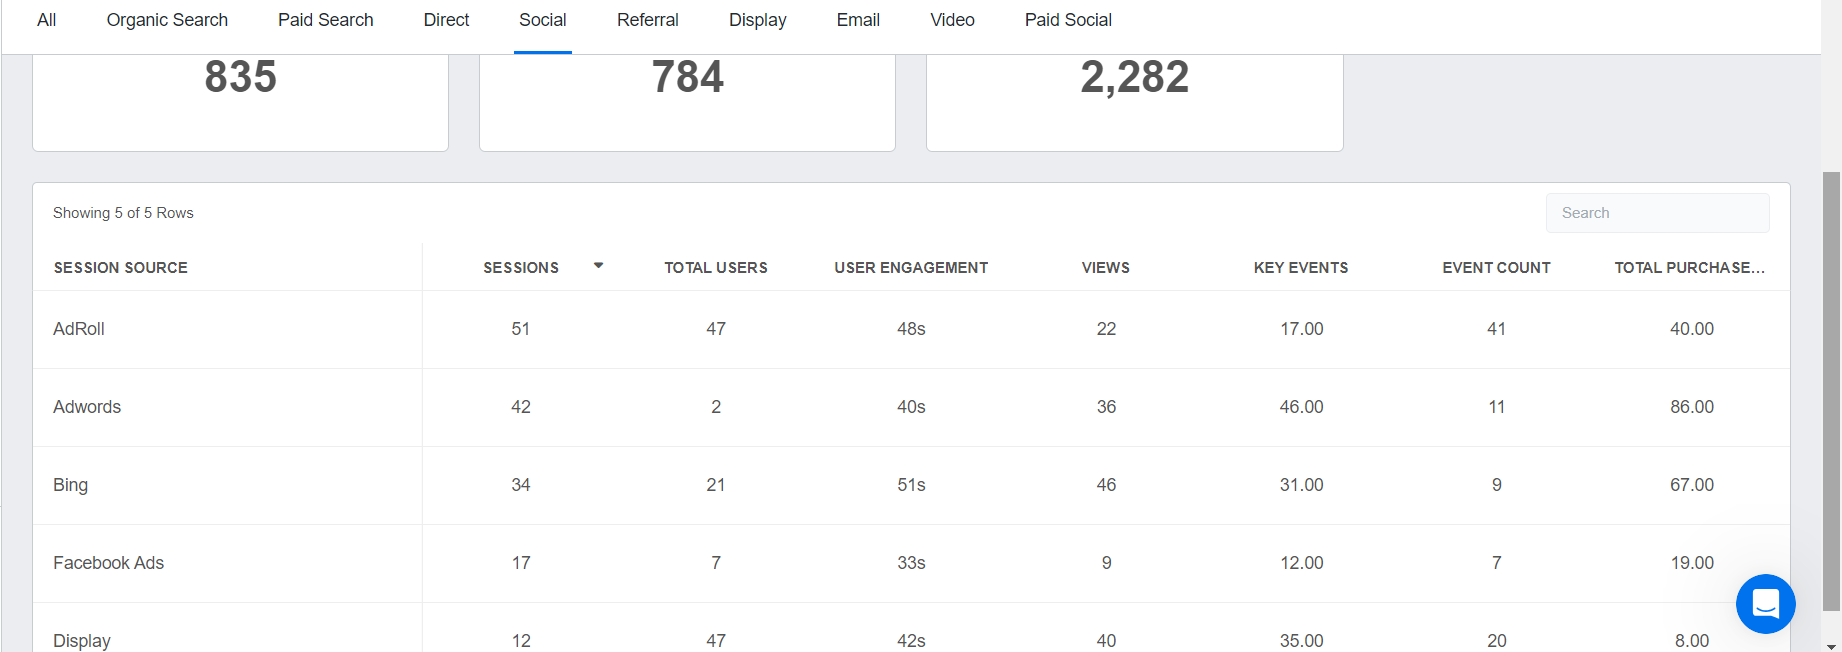 All Organic Search Paid Search Direct Social Referral Display Email Video Paid Social
835 784 2,282
Showing 5 of 5 Rows Search
SESSION SOURCE SESSIONS TOTAL USERS USER ENGAGEMENT VIEWS KEY EVENTS EVENT COUNT TOTAL PURCHASE...
AdRoll 51 47 48s 22 17.00 41 40.00
Adwords 42 2 40s 36 46.00 11 86.00
Bing 34 21 51s 46 31.00 9 67.00
Facebook Ads 17 7 33s 9 12.00 7 19.00
Display 12 47 42s 40 35.00 20 8.00